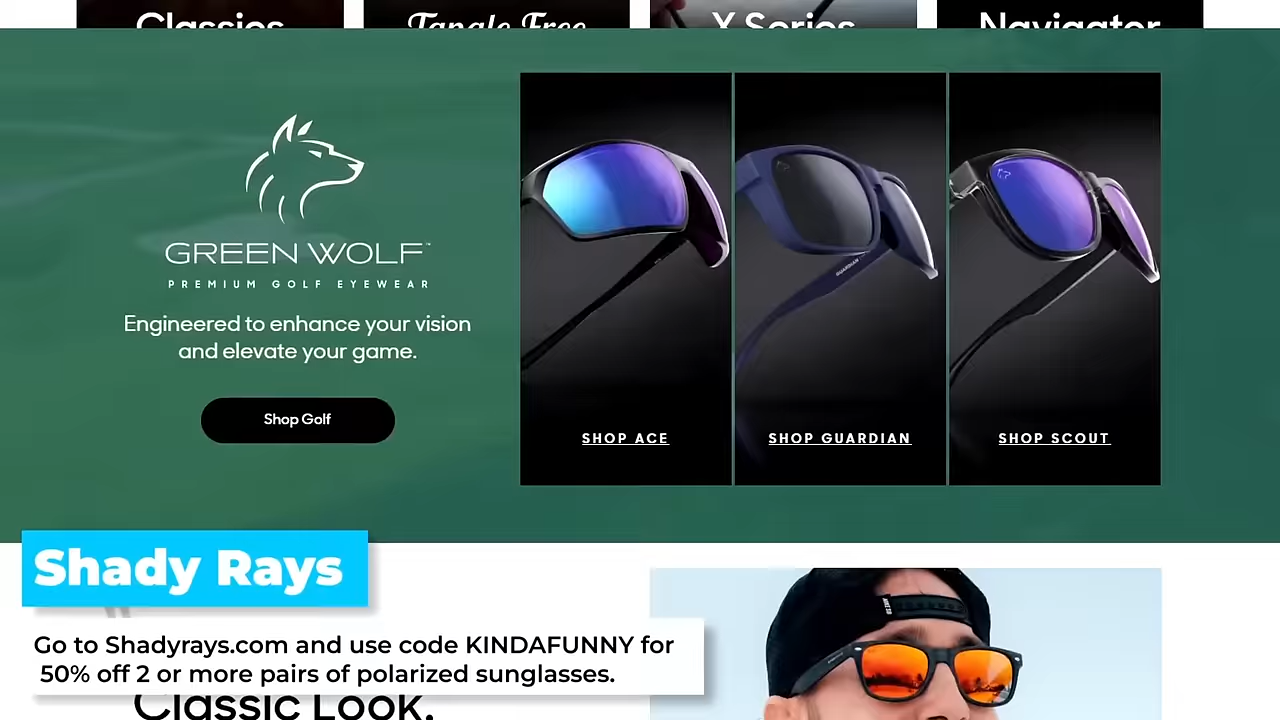 Classics
Tangle Free
X Series
Navigator
GREEN WOLF™
PREMIUM GOLF EYEWEAR
Engineered to enhance your vision
and elevate your game.
Shop Golf
SHOP ACE
SHOP GUARDIAN
SHOP SCOUT
GUARDIAN
Shady Rays
Go to Shadyrays.com and use code KINDAFUNNY for
50% off 2 or more pairs of polarized sunglasses.
Classic Look,